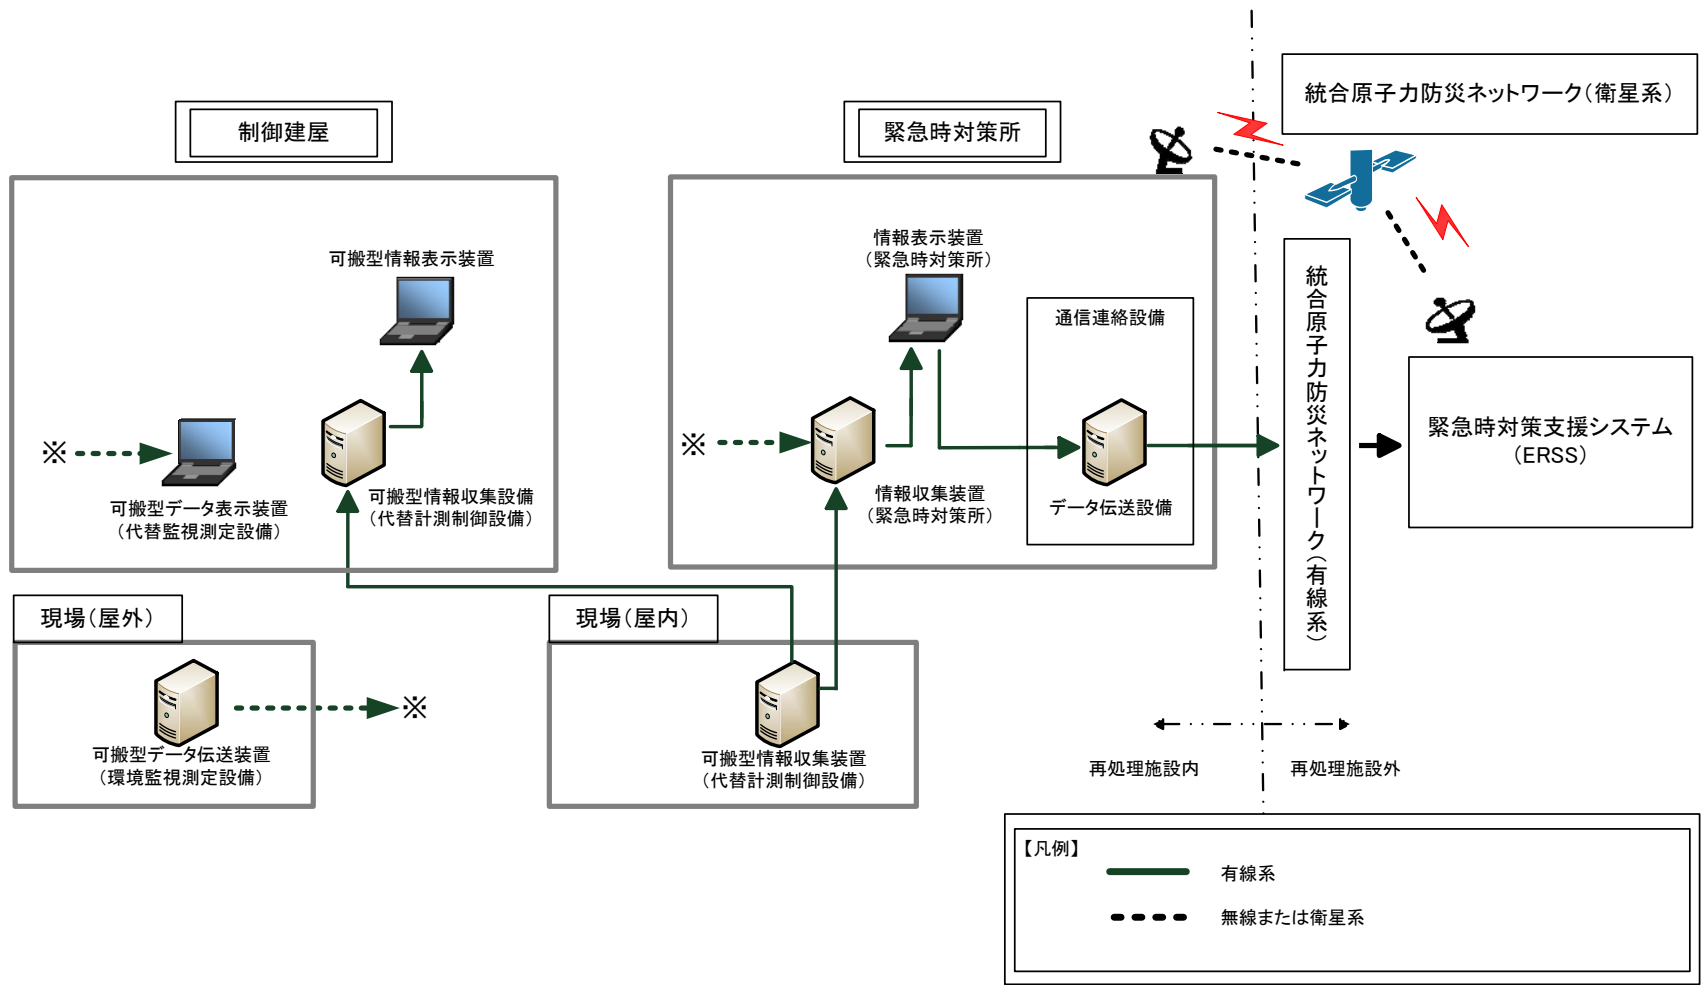 統合原子力防災ネットワーク（衛星系）
制御建屋
緊急時対策所
可搬型情報表示装置
※
可搬型データ表示装置
（代替監視測定設備）
可搬型情報収集設備
（代替計測制御設備）
情報表示装置
（緊急時対策所）
※
情報収集装置
（緊急時対策所）
通信連絡設備
データ伝送設備
統合原子力防災ネットワーク（有線系）
緊急時対策支援システム
（ERSS）
現場（屋外）
可搬型データ伝送装置
（環境監視測定設備）
※
現場（屋内）
可搬型情報収集装置
（代替計測制御設備）
再処理施設内
再処理施設外
【凡例】
有線系
無線または衛星系